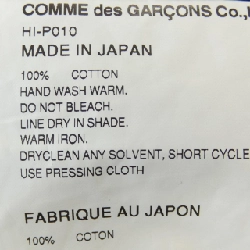 COMME des GARÇONS Co.,
HI-P010
MADE IN JAPAN
100% COTTON
HAND WASH WARM.
DO NOT BLEACH.
LINE DRY IN SHADE.
WARM IRON.
DRYCLEAN ANY SOLVENT, SHORT CYCLE
USE PRESSING CLOTH
FABRIQUE AU JAPON
100% COTON